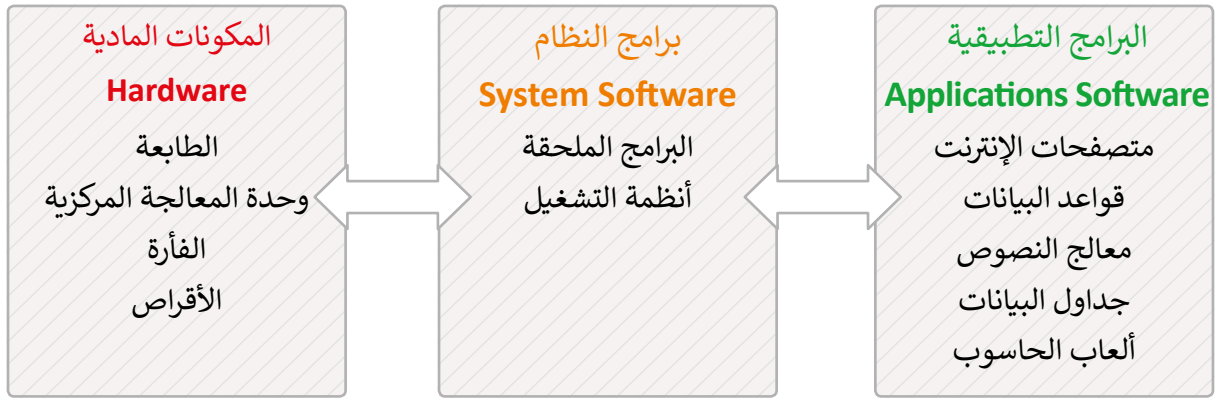 البرامج التطبيقية
Applications Software
متصفحات الإنترنت
قواعد البيانات
معالج النصوص
جداول البيانات
ألعاب الحاسوب
برامج النظام
System Software
البرامج الملحقة
أنظمة التشغيل
المكونات المادية
Hardware
الطابعة
وحدة المعالجة المركزية
الفأرة
الأقراص